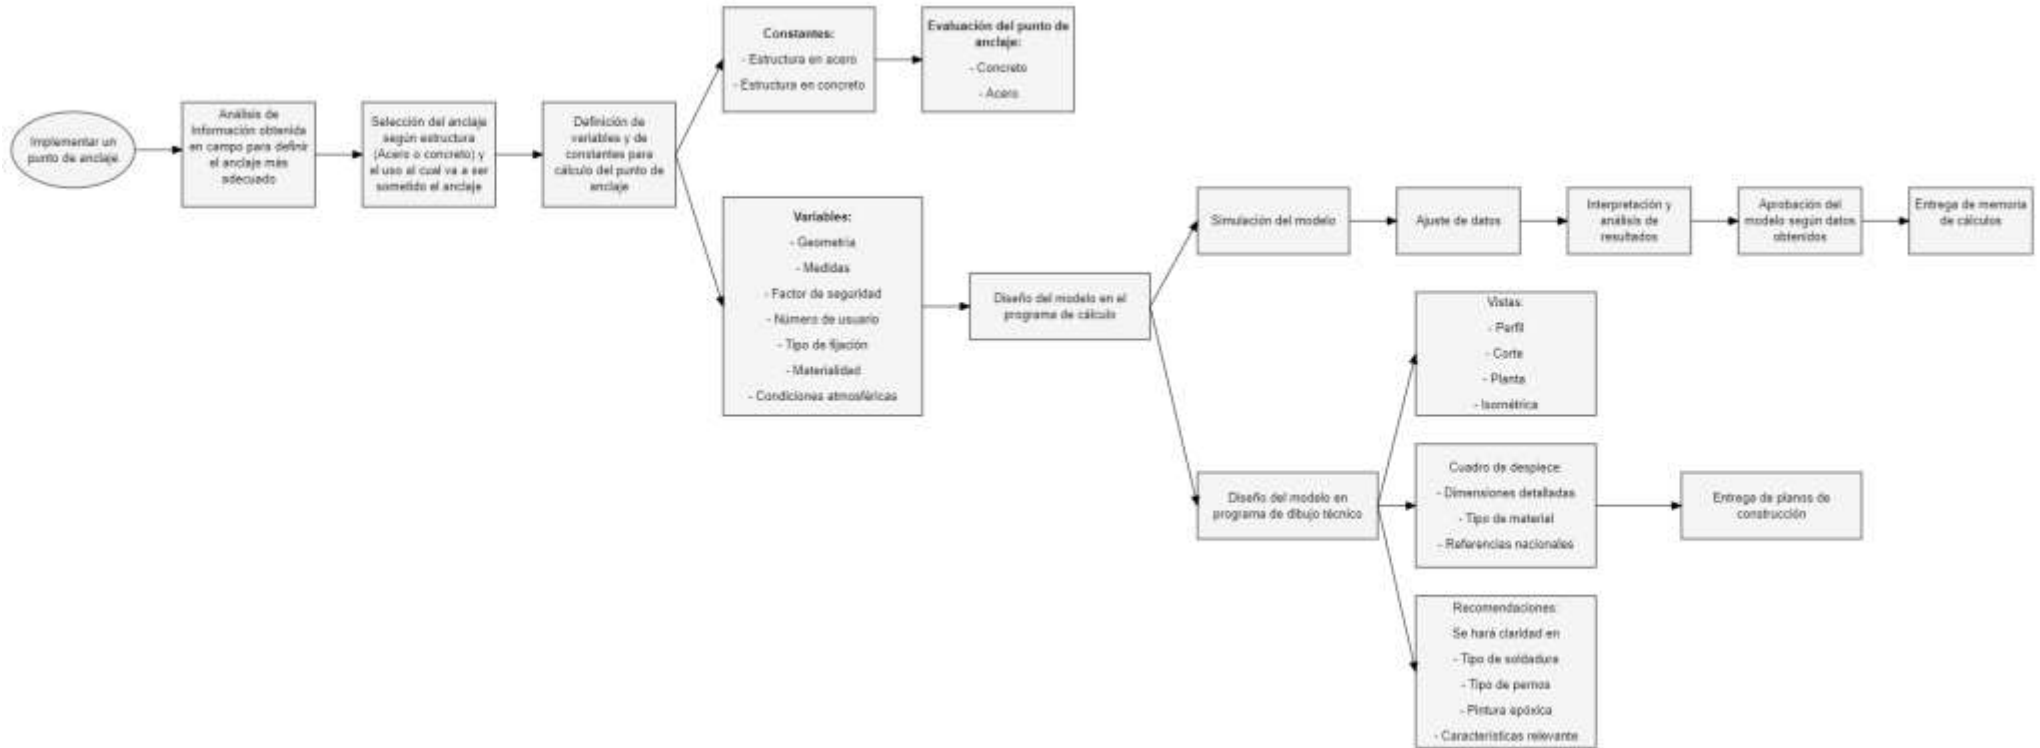 Implementar un
punto de anclaje
Análisis de
Información obtenida
en campo para definir
el anclaje más
adecuado
Selección del anclaje
según estructura
(Acero o concreto) y
el uso al cual va a ser
sometido el anclaje
Definición de
variables y de
constantes para
cálculo del punto de
anclaje
Constantes:
- Estructura en acero
- Estructura en concreto
Evaluación del punto de
anclaje:
- Concreto
- Acero
Variables:
- Geometría
- Medidas
- Factor de seguridad
- Número de usuario
- Tipo de fijación
- Materialidad
- Condiciones atmosféricas
Diseño del modelo en el
programa de cálculo
Simulación del modelo
Ajuste de datos
Interpretación y
análisis de
resultados
Aprobación del
modelo según datos
obtenidos
Entrega de memoria
de cálculos
Diseño del modelo en
programa de dibujo técnico
Vistas:
- Perfil
- Corte
- Planta
- Isométrica
Cuadro de despiece:
- Dimensiones detalladas
- Tipo de material
- Referencias nacionales
Entrega de planos de
construcción
Recomendaciones:
Se hará claridad en
- Tipo de soldadura
- Tipo de pernos
- Pintura epóxica
- Características relevante